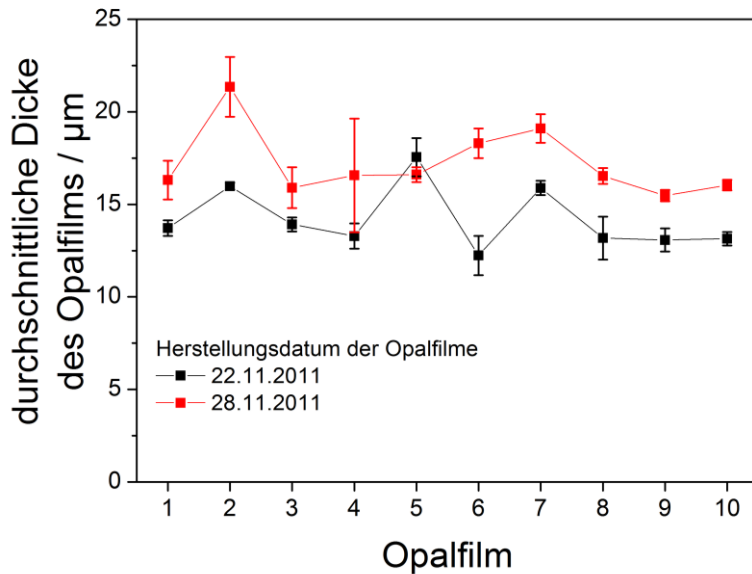 durchschnittliche Dicke
des Opalfilms / µm
25
20
15
10
5
0
Herstellungsdatum der Opalfilme
22.11.2011
28.11.2011
1 2 3 4 5 6 7 8 9 10
Opalfilm